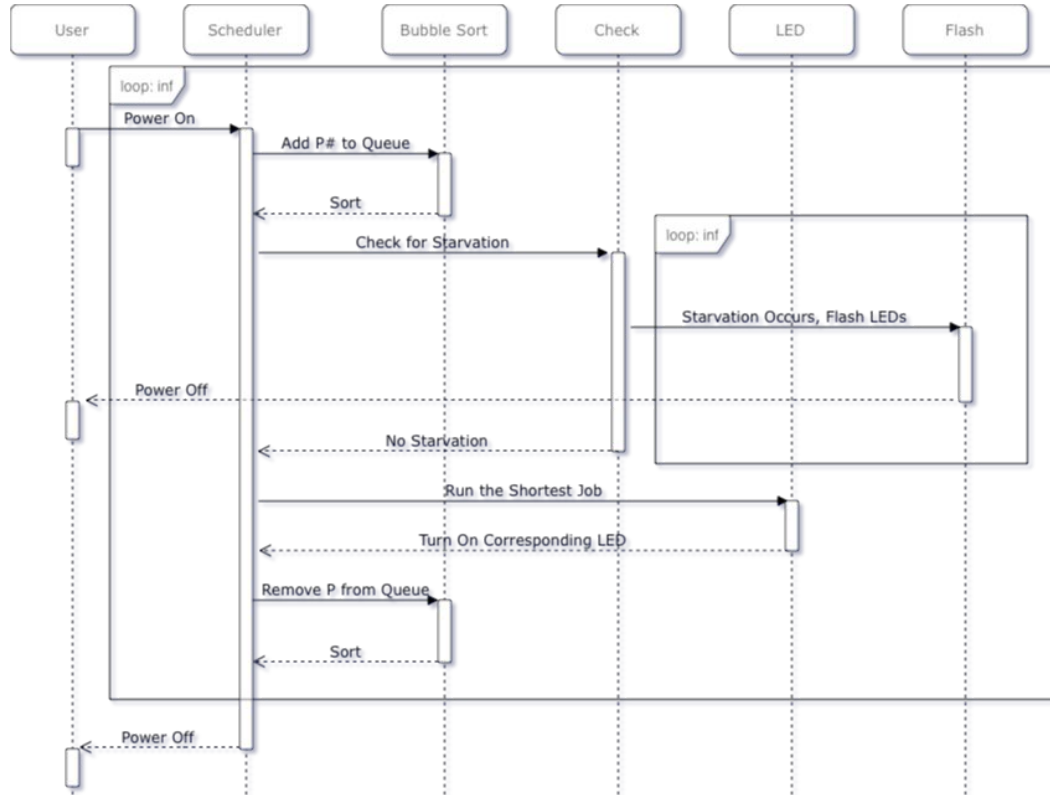 User
Scheduler
Bubble Sort
Check
LED
Flash
loop: inf
Power On
Add P# to Queue
Sort
loop: inf
Check for Starvation
Starvation Occurs, Flash LEDs
Power Off
No Starvation
Run the Shortest Job
Turn On Corresponding LED
Remove P from Queue
Sort
Power Off